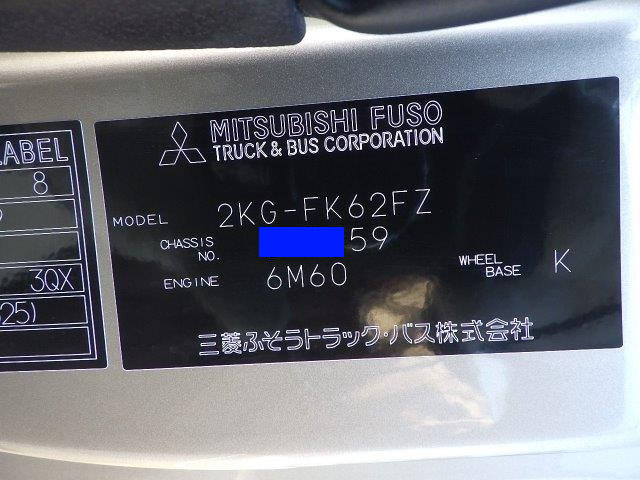 LABEL
8
3QX
25)
MITSUBISHI FUSO
TRUCK & BUS CORPORATION
MODEL 2KG-FK62FZ
CHASSIS NO. 59
ENGINE 6M60
WHEEL BASE K
三菱ふそうトラック・バス株式会社